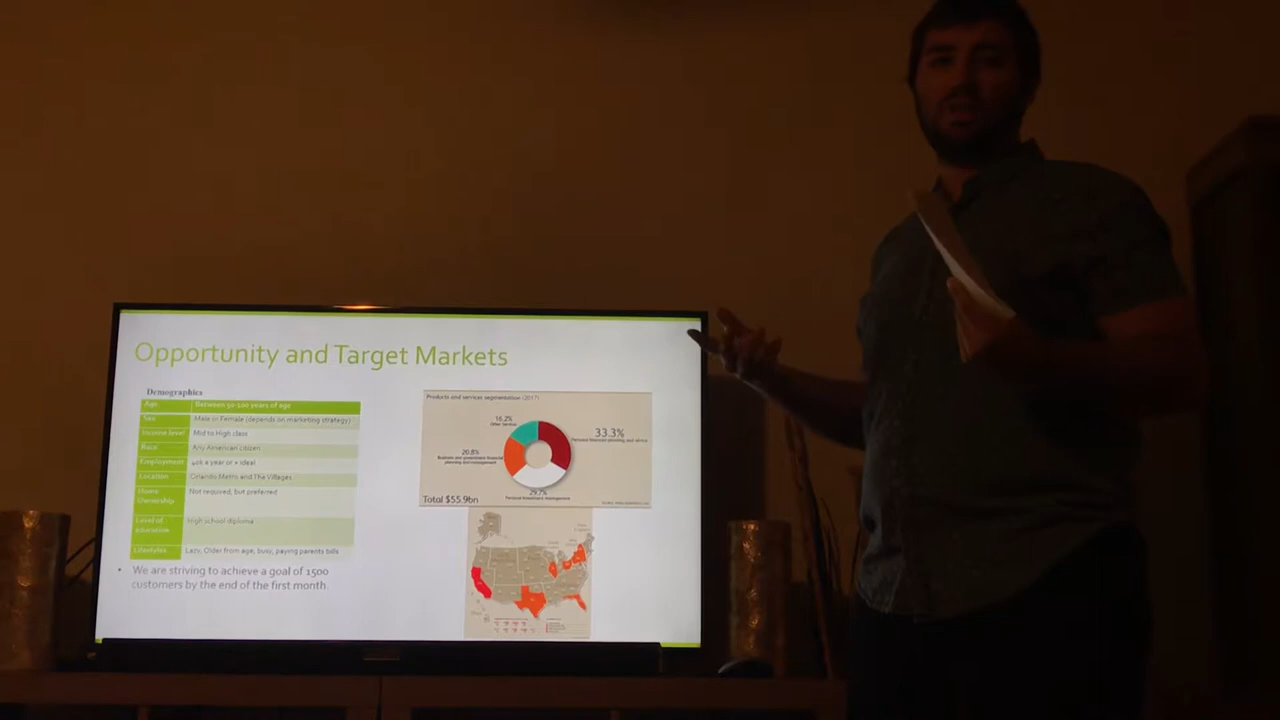 Opportunity and Target Markets
Demographics
Age Between 50-100 years of age
Sex Male or Female (depends on marketing strategy)
Income level Mid to High class
Race Any American citizen
Employment 40k a year or + ideal
Location Orlando Metro and The Villages
Home Ownership Not required, but preferred
Level of education High school diploma
Lifestyles Lazy, Older from age, busy, paying parents bills
• We are striving to achieve a goal of 1500
customers by the end of the first month.
Products and services segmentation (2017)
16.2%
Other Services
33.3%
Personal financial planning and advice
20.8%
Business and government financial
planning and management
29.7%
Personal investment management
Total $55.9bn